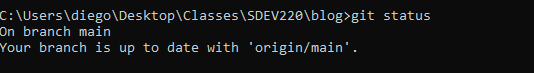 C:\Users\diego\Desktop\Classes\SDEV220\blog>git status
On branch main
Your branch is up to date with 'origin/main'.